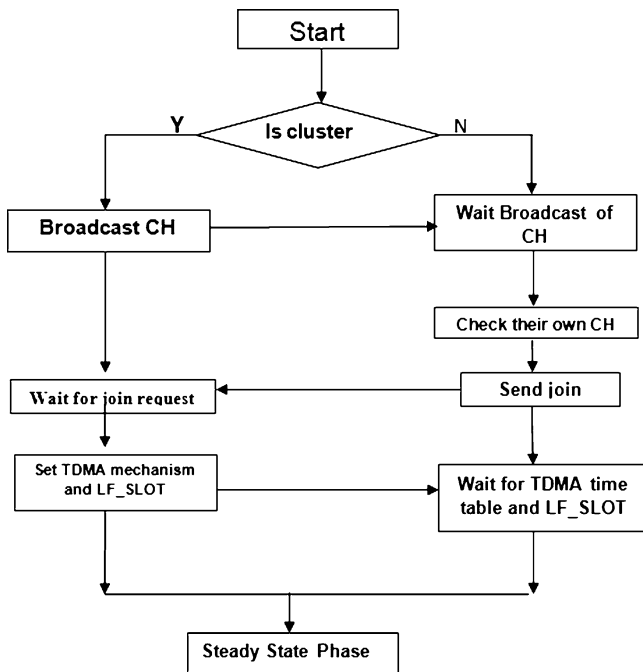 Start
Is cluster
Y
N
Broadcast CH
Wait Broadcast of
CH
Check their own CH
Wait for join request
Send join
Set TDMA mechanism
and LF_SLOT
Wait for TDMA time
table and LF_SLOT
Steady State Phase